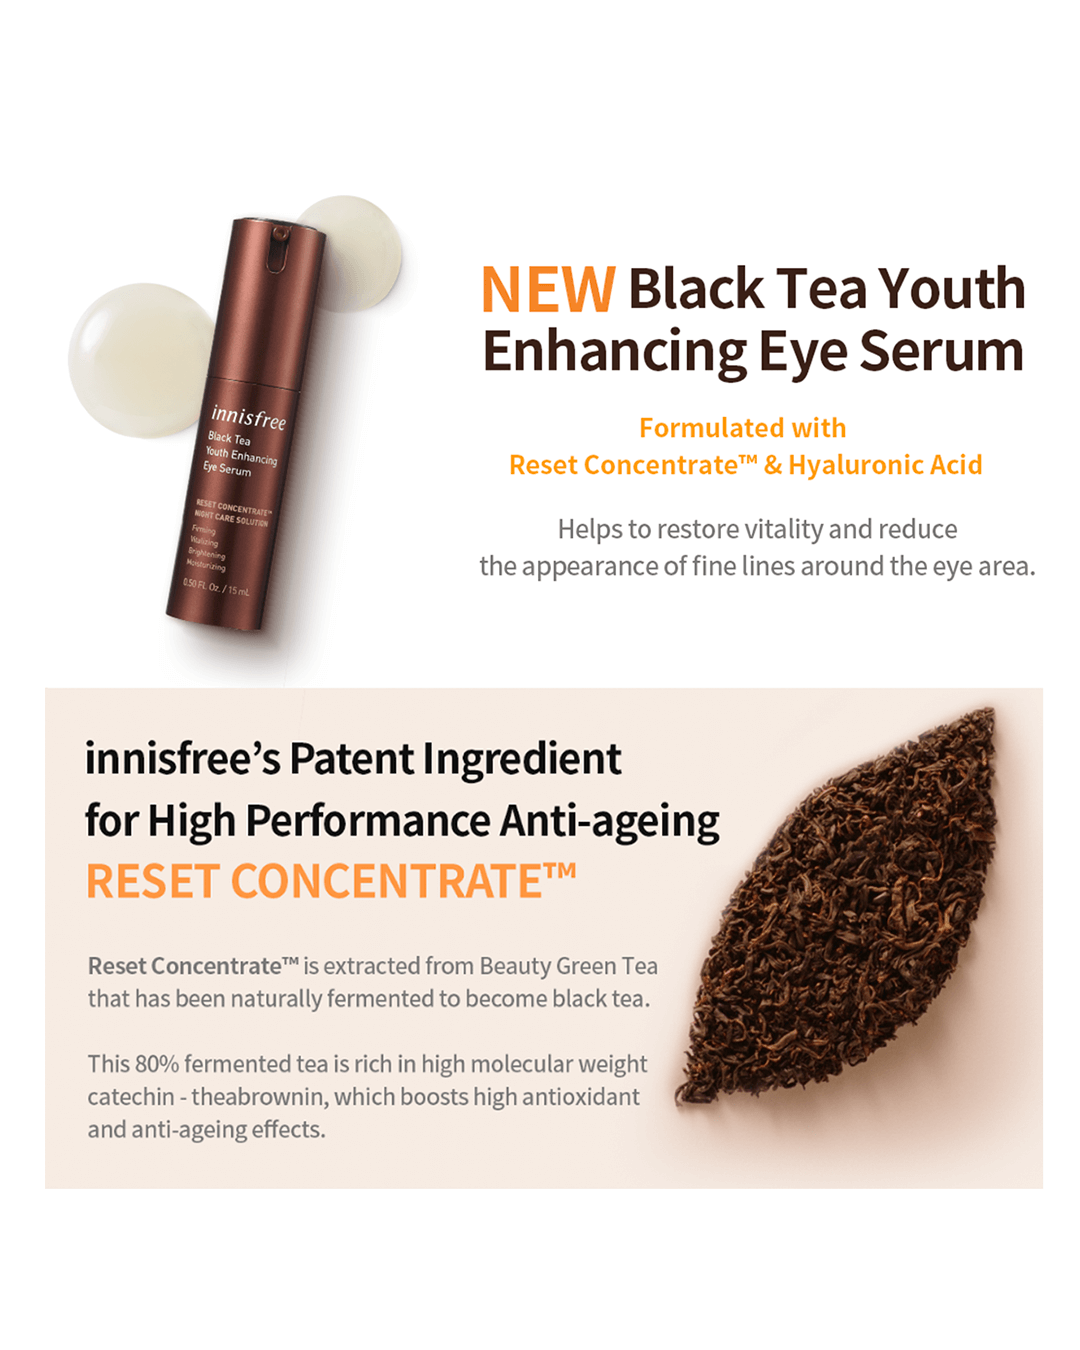 innisfree
Black Tea
Youth Enhancing
Eye Serum
RESET CONCENTRATE™
NIGHT CARE SOLUTION
Firming
Vitalizing
Brightening
Moisturizing
0.50 FL. Oz. / 15 mL
NEW Black Tea Youth
Enhancing Eye Serum
Formulated with
Reset Concentrate™ & Hyaluronic Acid
Helps to restore vitality and reduce
the appearance of fine lines around the eye area.
innisfree’s Patent Ingredient
for High Performance Anti-ageing
RESET CONCENTRATE™
Reset Concentrate™ is extracted from Beauty Green Tea
that has been naturally fermented to become black tea.
This 80% fermented tea is rich in high molecular weight
catechin - theabrownin, which boosts high antioxidant
and anti-ageing effects.